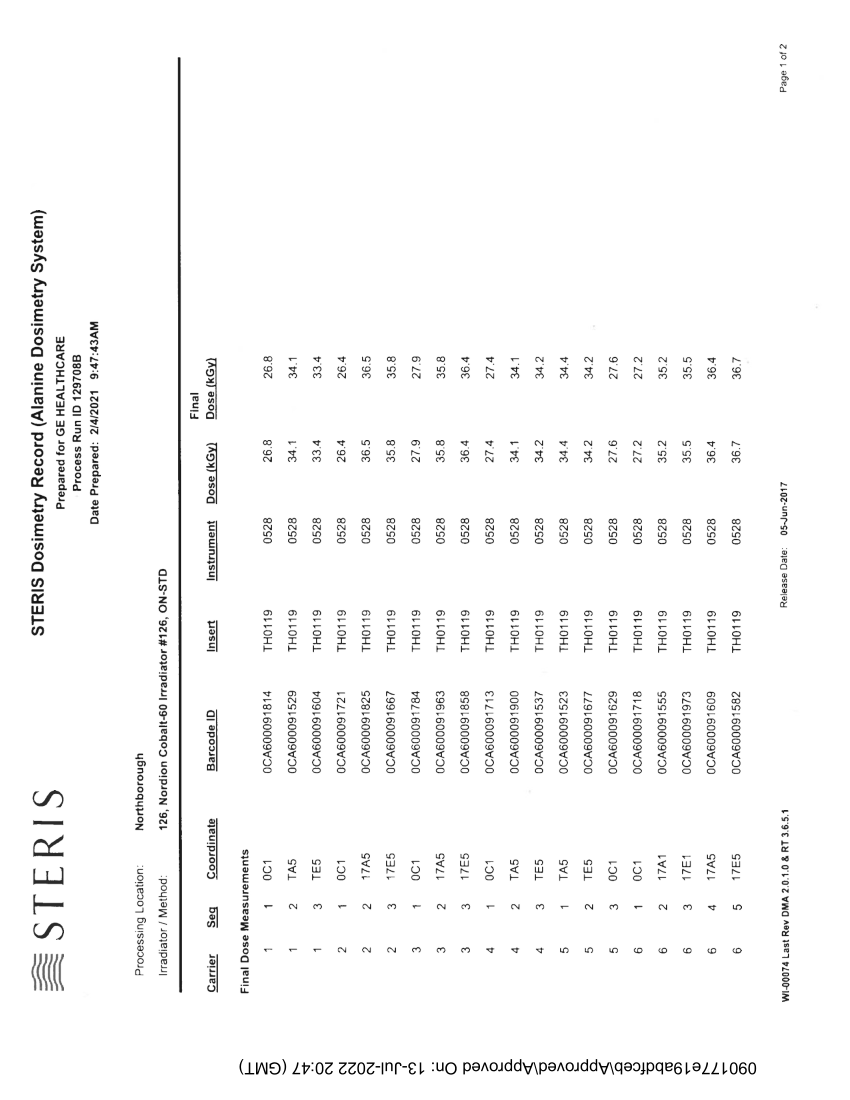 STERIS
STERIS Dosimetry Record (Alanine Dosimetry System)
Prepared for GE HEALTHCARE
Process Run ID 129708B
Date Prepared: 2/4/2021 9:47:43AM
Processing Location: Northborough
Irradiator / Method: 126, Nordion Cobalt-60 Irradiator #126, ON-STD
Final
Carrier Seq Coordinate Barcode ID Insert Instrument Dose (kGy) Dose (kGy)
Final Dose Measurements
1 1 0C1 0CA600091814 TH0119 0528 26.8 26.8
1 2 TA5 0CA600091529 TH0119 0528 34.1 34.1
1 3 TE5 0CA600091604 TH0119 0528 33.4 33.4
2 1 0C1 0CA600091721 TH0119 0528 26.4 26.4
2 2 17A5 0CA600091825 TH0119 0528 36.5 36.5
2 3 17E5 0CA600091667 TH0119 0528 35.8 35.8
3 1 0C1 0CA600091784 TH0119 0528 27.9 27.9
3 2 17A5 0CA600091963 TH0119 0528 35.8 35.8
3 3 17E5 0CA600091858 TH0119 0528 36.4 36.4
4 1 0C1 0CA600091713 TH0119 0528 27.4 27.4
4 2 TA5 0CA600091900 TH0119 0528 34.1 34.1
4 3 TE5 0CA600091537 TH0119 0528 34.2 34.2
5 1 TA5 0CA600091523 TH0119 0528 34.4 34.4
5 2 TE5 0CA600091677 TH0119 0528 34.2 34.2
5 3 0C1 0CA600091629 TH0119 0528 27.6 27.6
6 1 0C1 0CA600091718 TH0119 0528 27.2 27.2
6 2 17A1 0CA600091555 TH0119 0528 35.2 35.2
6 3 17E1 0CA600091973 TH0119 0528 35.5 35.5
6 4 17A5 0CA600091609 TH0119 0528 36.4 36.4
6 5 17E5 0CA600091582 TH0119 0528 36.7 36.7
WI-00074 Last Rev DMA 2.0.1.0 & RT 3.6.5.1 Release Date: 05-Jun-2017 Page 1 of 2
090177e19abdfceb\Approved\Approved On: 13-Jul-2022 20:47 (GMT)